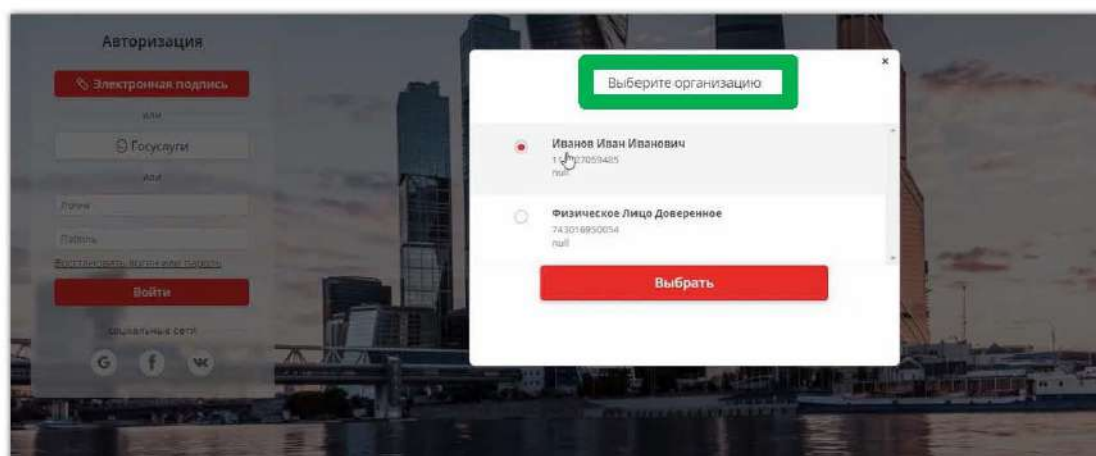 Авторизация
Электронная подпись
или
Госуслуги
или
Логин
Пароль
Восстановить логин или пароль
Войти
социальные сети
G f
×
Выберите организацию
Иванов Иван Иванович
null
Физическое Лицо Доверенное
743016950054
null
Выбрать